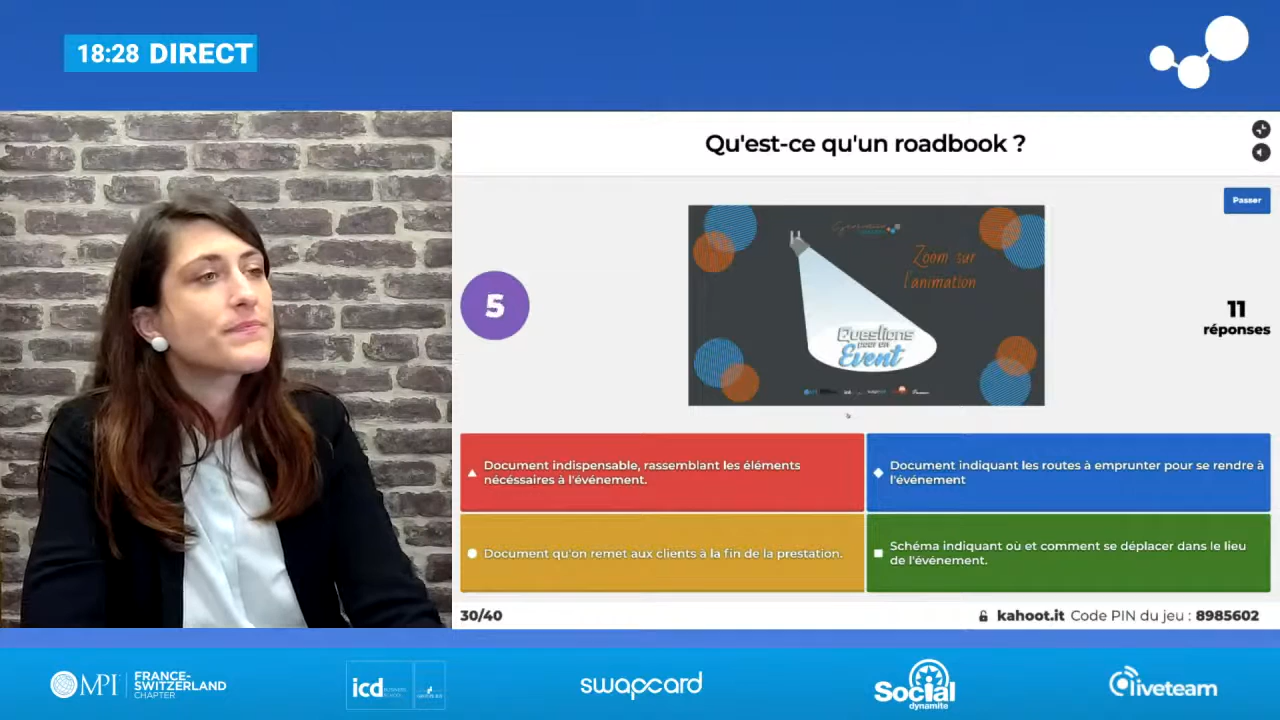 18:28 DIRECT
Qu'est-ce qu'un roadbook ?
Passer
5
Zoom sur
l'animation
Questions
pour un
Event
11
réponses
Document indispensable, rassemblant les éléments
nécéssaires à l'événement.
Document indiquant les routes à emprunter pour se rendre à
l'événement
Document qu'on remet aux clients à la fin de la prestation.
Schéma indiquant où et comment se déplacer dans le lieu
de l'événement.
30/40
kahoot.it Code PIN du jeu : 8985602
MPI FRANCE-
SWITZERLAND
CHAPTER
icd BUSINESS
SCHOOL
swapcard
Social
dynamite
liveteam